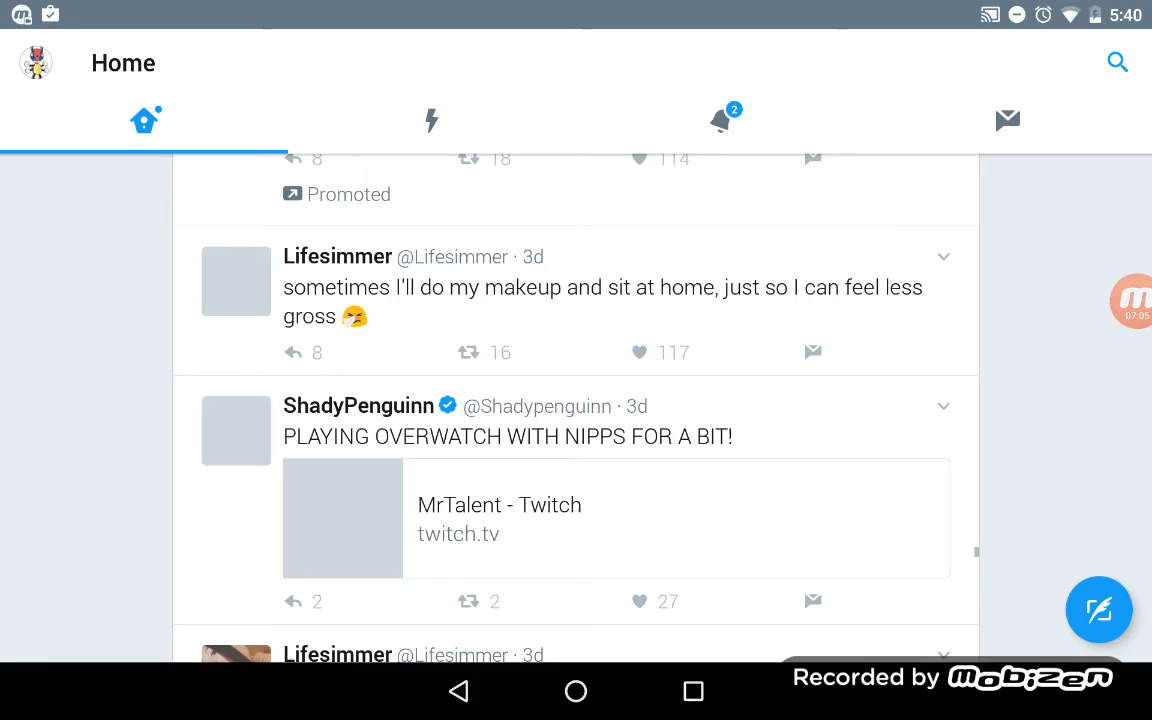 5:40
Home
2
8 18 114
Promoted
Lifesimmer @Lifesimmer · 3d
sometimes I'll do my makeup and sit at home, just so I can feel less
gross 🤧
8 16 117
07:05
ShadyPenguinn @Shadypenguinn · 3d
PLAYING OVERWATCH WITH NIPPS FOR A BIT!
MrTalent - Twitch
twitch.tv
2 2 27
Lifesimmer @Lifesimmer · 3d
Recorded by mobizen